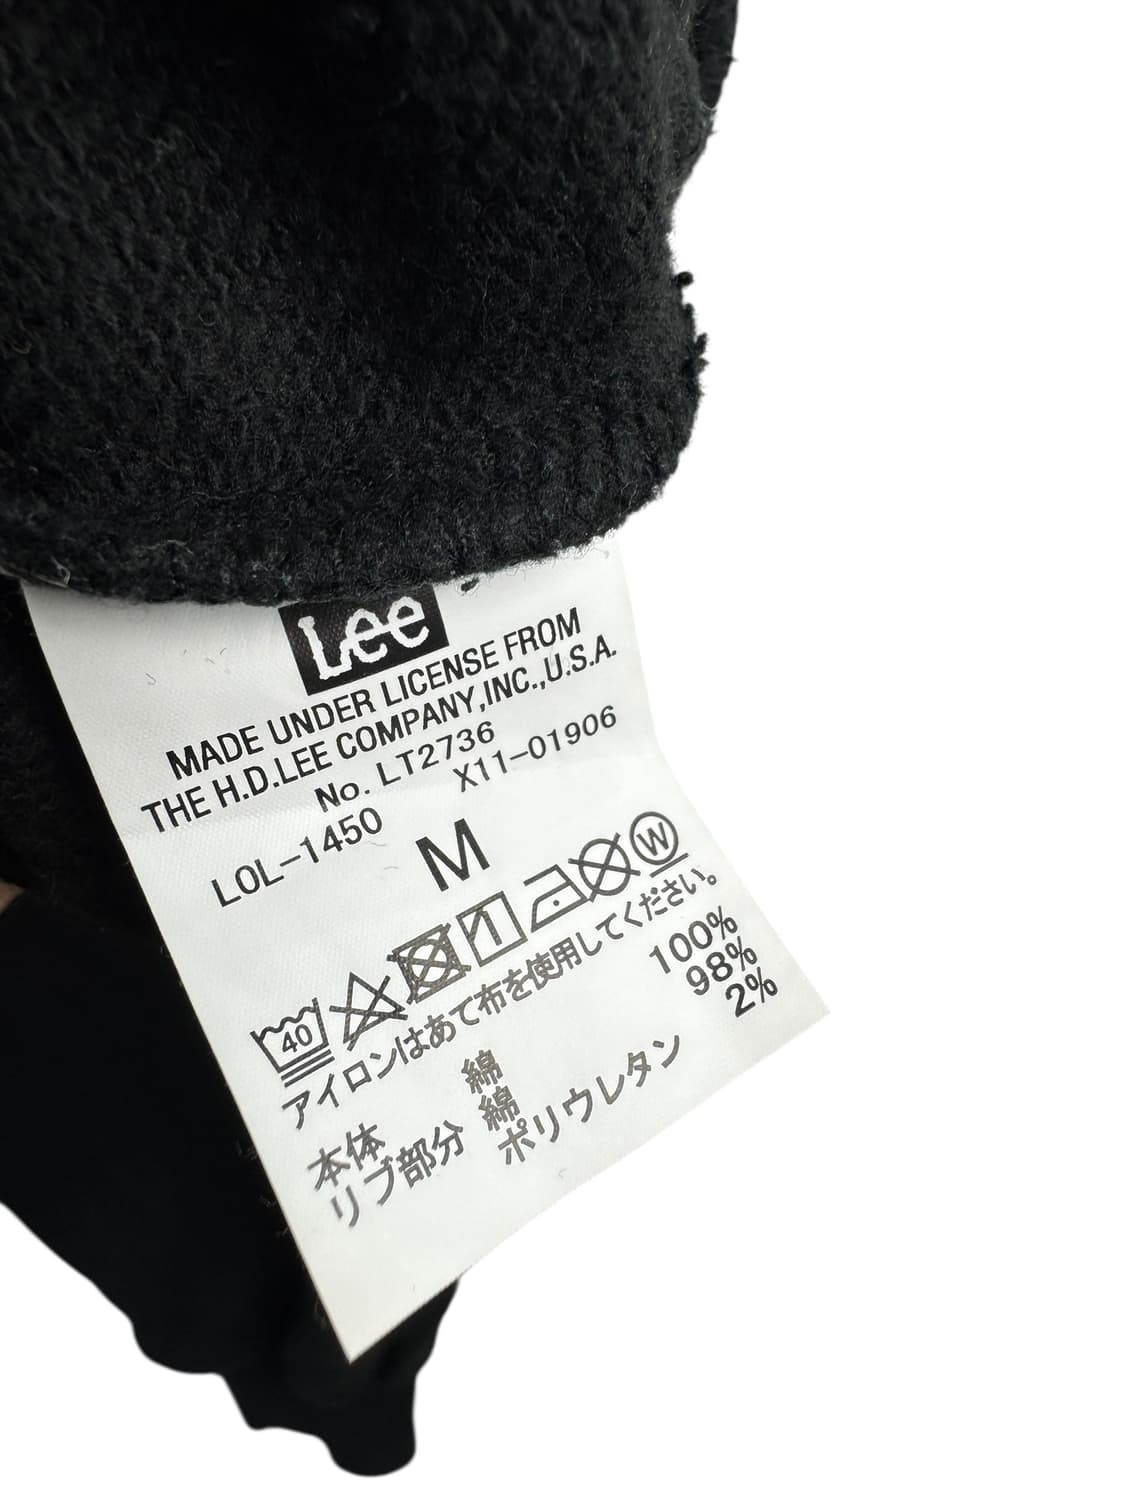 Lee
MADE UNDER LICENSE FROM
THE H.D.LEE COMPANY,INC.,U.S.A.
No. LT2736
LOL-1450 X11-01906
M
40 W
アイロンはあて布を使用してください。
本体 綿 100%
リブ部分 綿 98%
ポリウレタン 2%